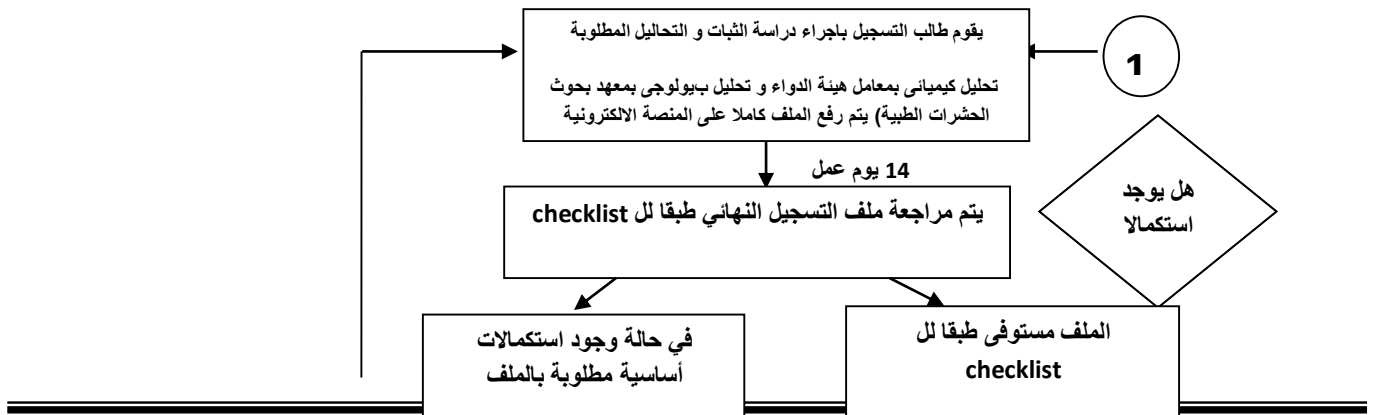 يقوم طالب التسجيل باجراء دراسة الثبات و التحاليل المطلوبة
1
تحليل كيميائى بمعامل هيئة الدواء و تحليل بيولوجى بمعهد بحوث
الحشرات الطبية) يتم رفع الملف كاملا على المنصة الالكترونية
14 يوم عمل
هل يوجد
استكمالا
يتم مراجعة ملف التسجيل النهائي طبقا لل checklist
الملف مستوفى طبقا لل
checklist
في حالة وجود استكمالات
أساسية مطلوبة بالملف